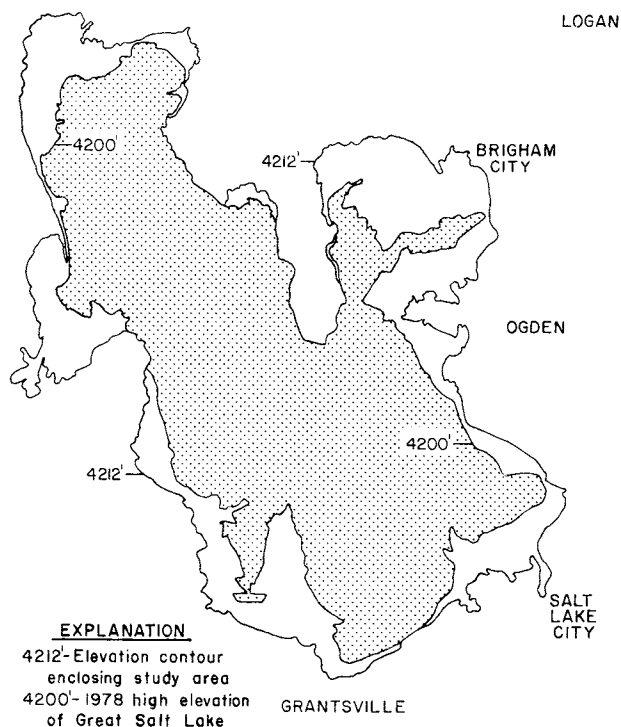 LOGAN
4200'
4212'
BRIGHAM
CITY
OGDEN
4200'
4212'
SALT
LAKE
CITY
EXPLANATION
4212'-Elevation contour
enclosing study area
4200'-1978 high elevation
of Great Salt Lake
GRANTSVILLE